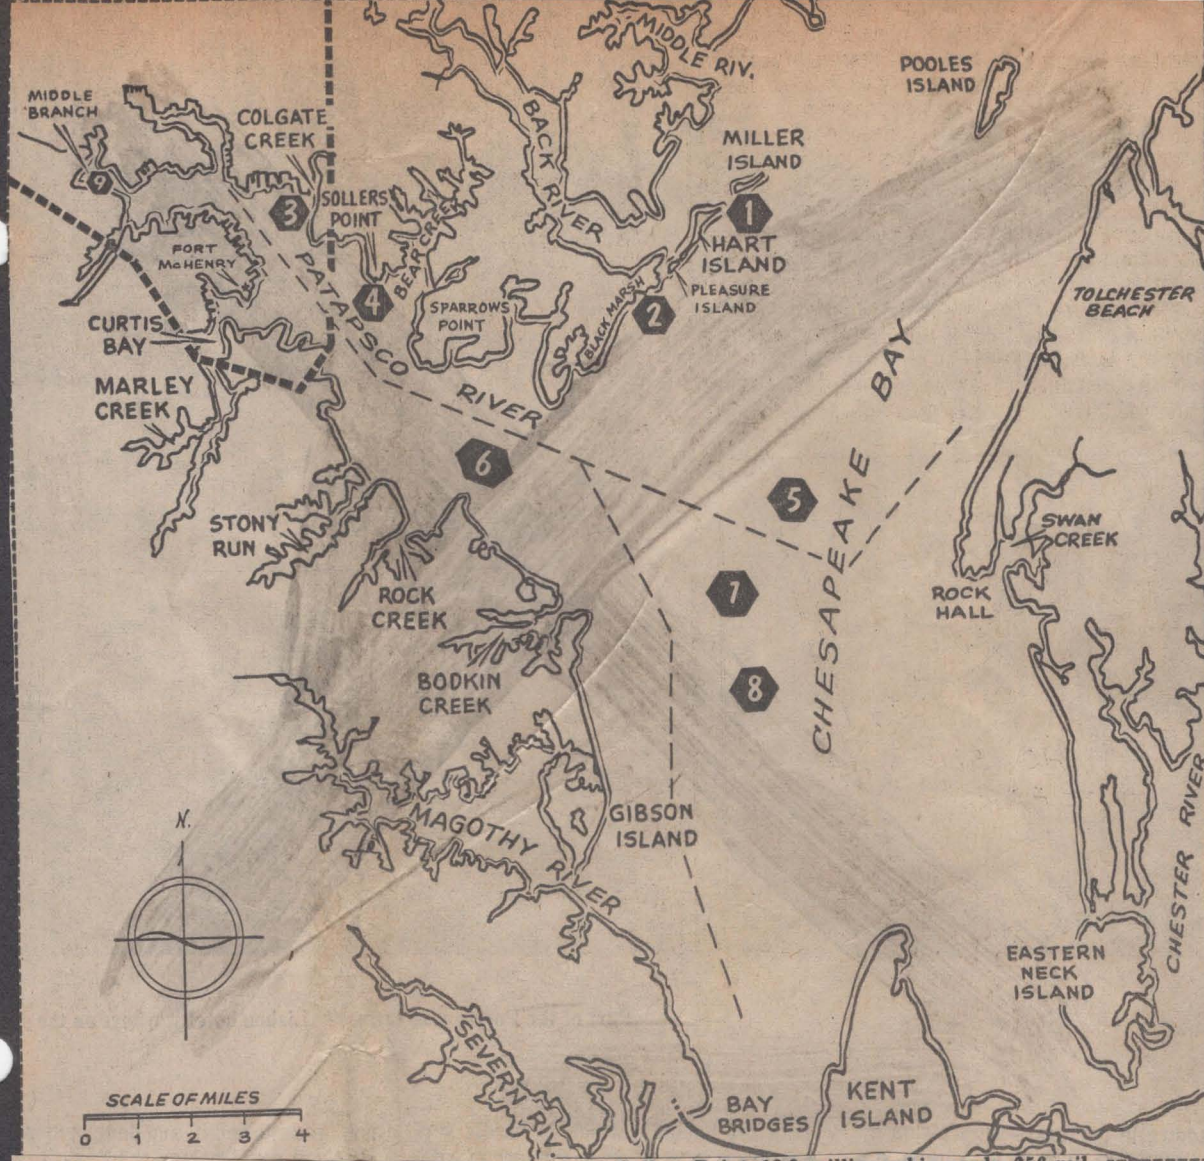 MIDDLE RIV.
POOLES
ISLAND
MIDDLE
BRANCH
COLGATE
CREEK
BACK RIVER
MILLER
ISLAND
9
3
SOLLERS
POINT
1
HART
ISLAND
FORT
McHENRY
BEAR CREEK
4
SPARROWS
POINT
BLACK MARSH
2
PLEASURE
ISLAND
TOLCHESTER
BEACH
CURTIS
BAY
PATAPSCO RIVER
MARLEY
CREEK
CHESAPEAKE BAY
6
5
STONY
RUN
SWAN
CREEK
ROCK
CREEK
7
ROCK
HALL
BODKIN
CREEK
8
GIBSON
ISLAND
MAGOTHY RIVER
CHESTER RIVER
N.
EASTERN
NECK
ISLAND
SEVERN RIV.
SCALE OF MILES
0 1 2 3 4
BAY
BRIDGES
KENT
ISLAND